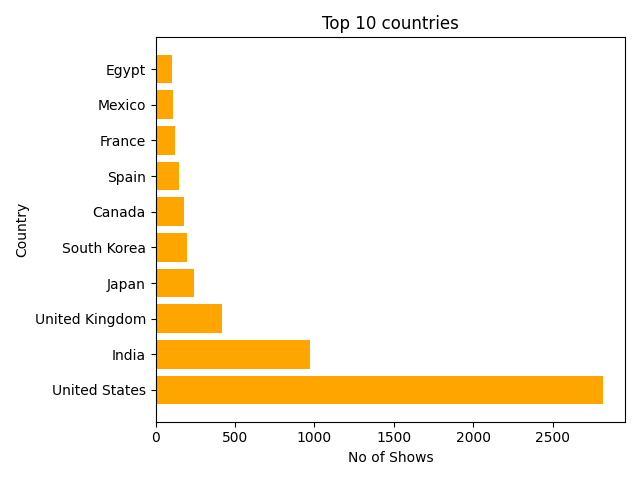 Top 10 countries
Egypt
Mexico
France
Spain
Canada
South Korea
Japan
United Kingdom
India
United States
Country
0 500 1000 1500 2000 2500
No of Shows